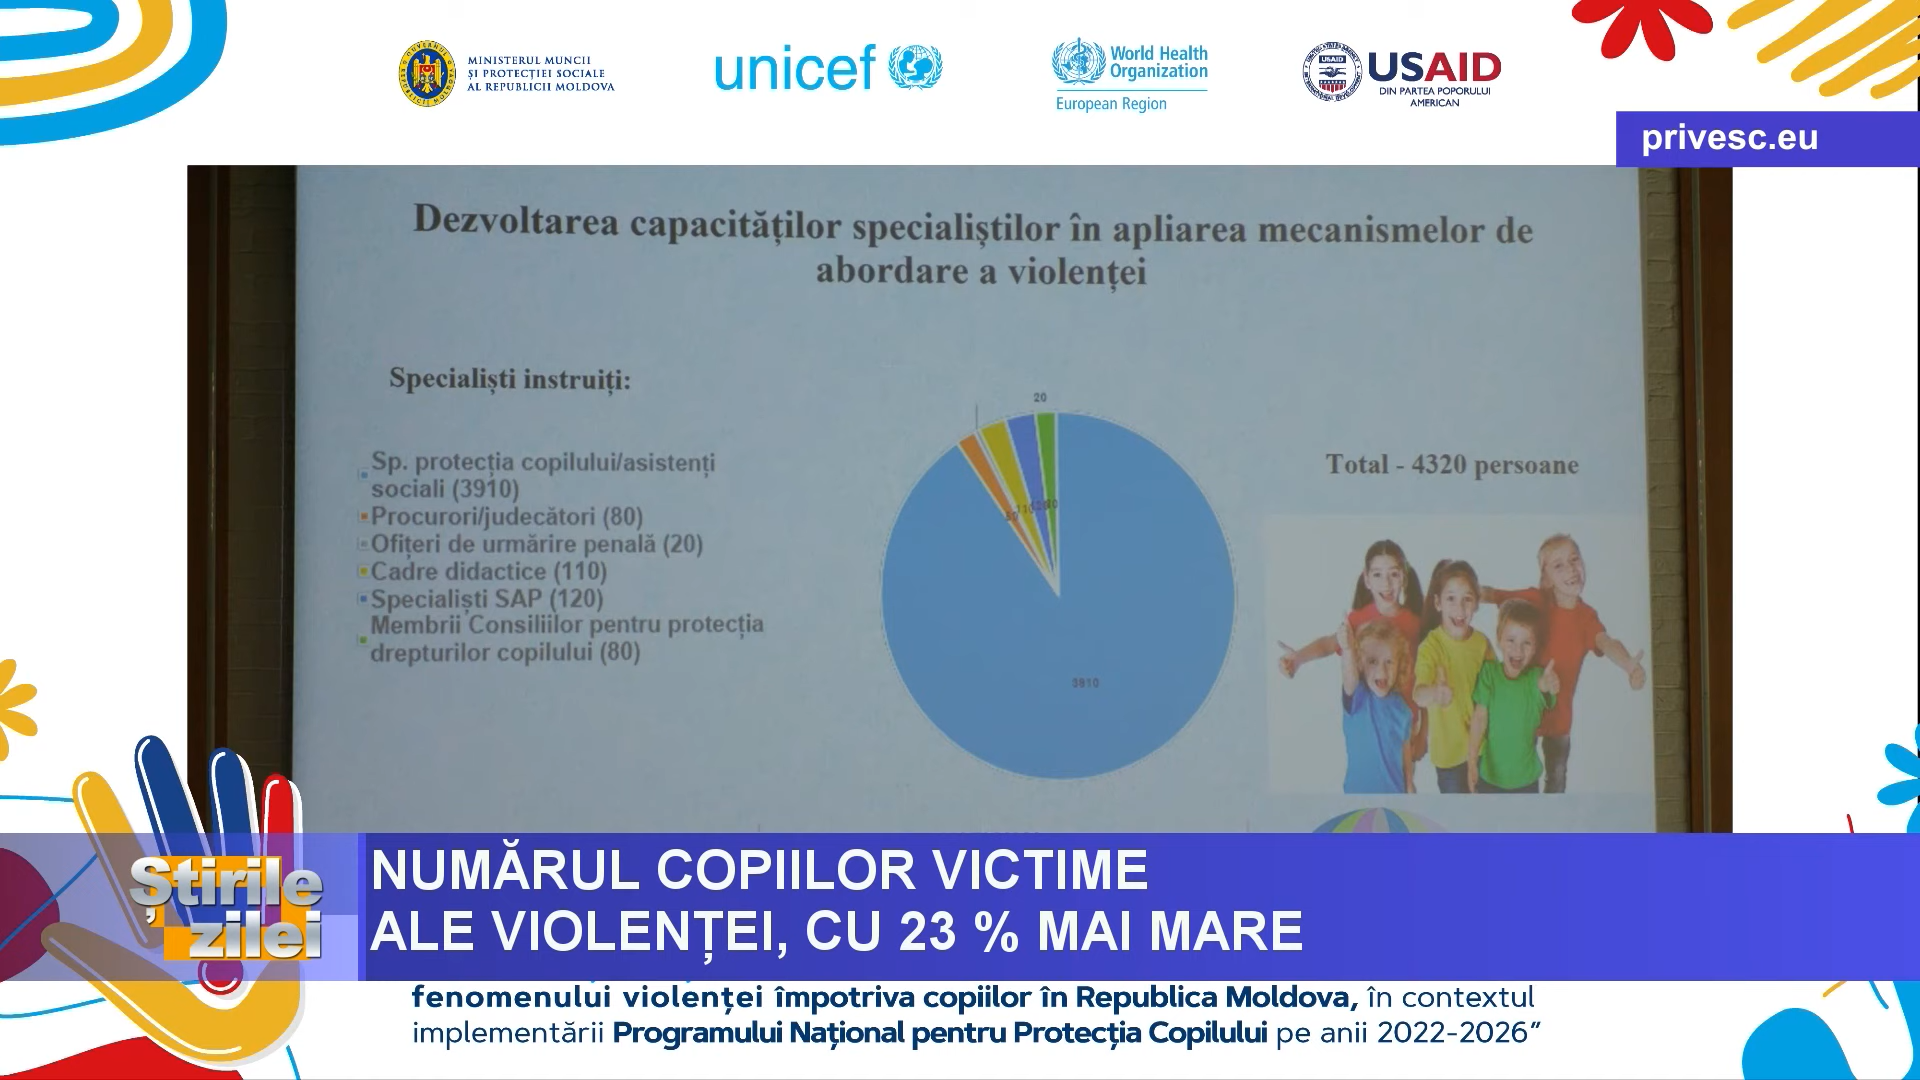 MINISTERUL MUNCII
ȘI PROTECȚIEI SOCIALE
AL REPUBLICII MOLDOVA
unicef
World Health
Organization
European Region
USAID
USAID
DIN PARTEA POPORULUI
AMERICAN
privesc.eu
Dezvoltarea capacităților specialiștilor în apliarea mecanismelor de
abordare a violenței
Specialiști instruiți:
20
Sp. protecția copilului/asistenți
sociali (3910)
Procurori/judecători (80)
Ofițeri de urmărire penală (20)
Cadre didactice (110)
Specialiști SAP (120)
Membrii Consiliilor pentru protecția
drepturilor copilului (80)
3910
Total - 4320 persoane
Știrile
zilei
NUMĂRUL COPIILOR VICTIME
ALE VIOLENȚEI, CU 23 % MAI MARE
fenomenului violenței împotriva copiilor în Republica Moldova, în contextul
implementării Programului Național pentru Protecția Copilului pe anii 2022-2026”